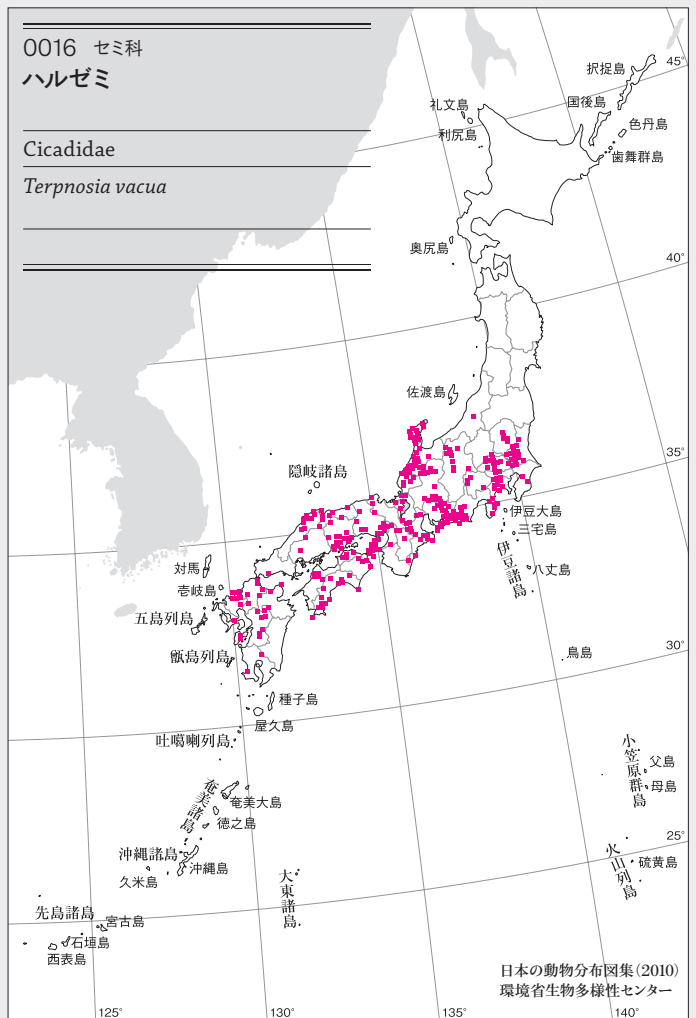 0016 セミ科
ハルゼミ
Cicadidae
Terpnosia vacua
択捉島
45°
礼文島
国後島
色丹島
利尻島
歯舞群島
奥尻島
40°
佐渡島
35°
隠岐諸島
伊豆大島
三宅島
伊豆諸島
八丈島
対馬
壱岐島
五島列島
甑島列島
鳥島
30°
種子島
屋久島
吐噶喇列島
小笠原群島
父島
母島
奄美諸島
奄美大島
徳之島
25°
沖縄諸島
沖縄島
久米島
大東諸島
火山列島
硫黄島
先島諸島
宮古島
石垣島
西表島
日本の動物分布図集(2010)
環境省生物多様性センター
125°
130°
135°
140°